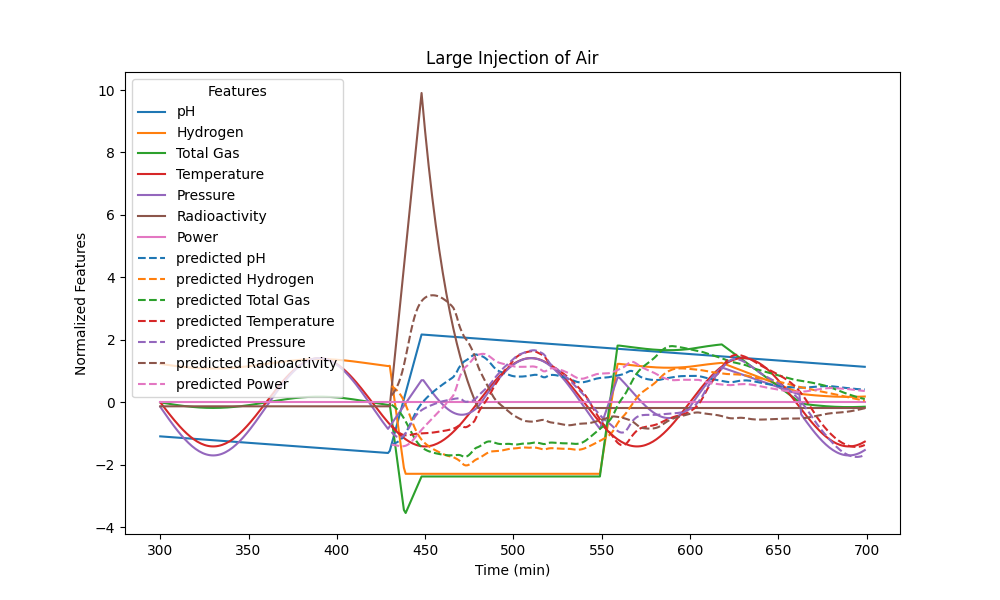 Large Injection of Air
Normalized Features
10
8
6
4
2
0
−2
−4
Features
pH
Hydrogen
Total Gas
Temperature
Pressure
Radioactivity
Power
predicted pH
predicted Hydrogen
predicted Total Gas
predicted Temperature
predicted Pressure
predicted Radioactivity
predicted Power
300
350
400
450
500
550
600
650
700
Time (min)